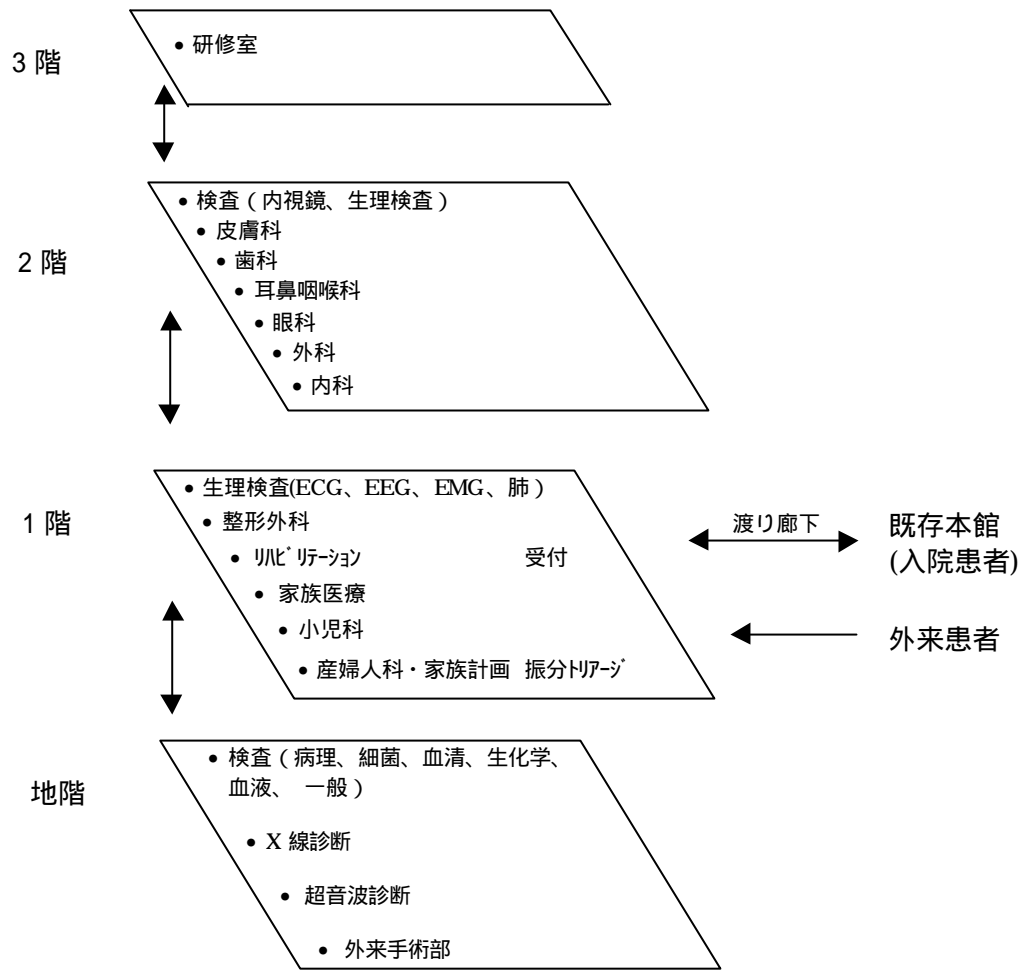 3 階
• 研修室
2 階
• 検査（内視鏡、生理検査）
• 皮膚科
• 歯科
• 耳鼻咽喉科
• 眼科
• 外科
• 内科
1 階
• 生理検査(ECG、EEG、EMG、肺）
• 整形外科
• ﾘﾊﾋﾞﾘﾃｰｼｮﾝ 受付
• 家族医療
• 小児科
• 産婦人科・家族計画 振分ﾄﾘｱｰｼﾞ
渡り廊下
既存本館
(入院患者)
外来患者
地階
• 検査（病理、細菌、血清、生化学、
血液、 一般）
• X 線診断
• 超音波診断
• 外来手術部